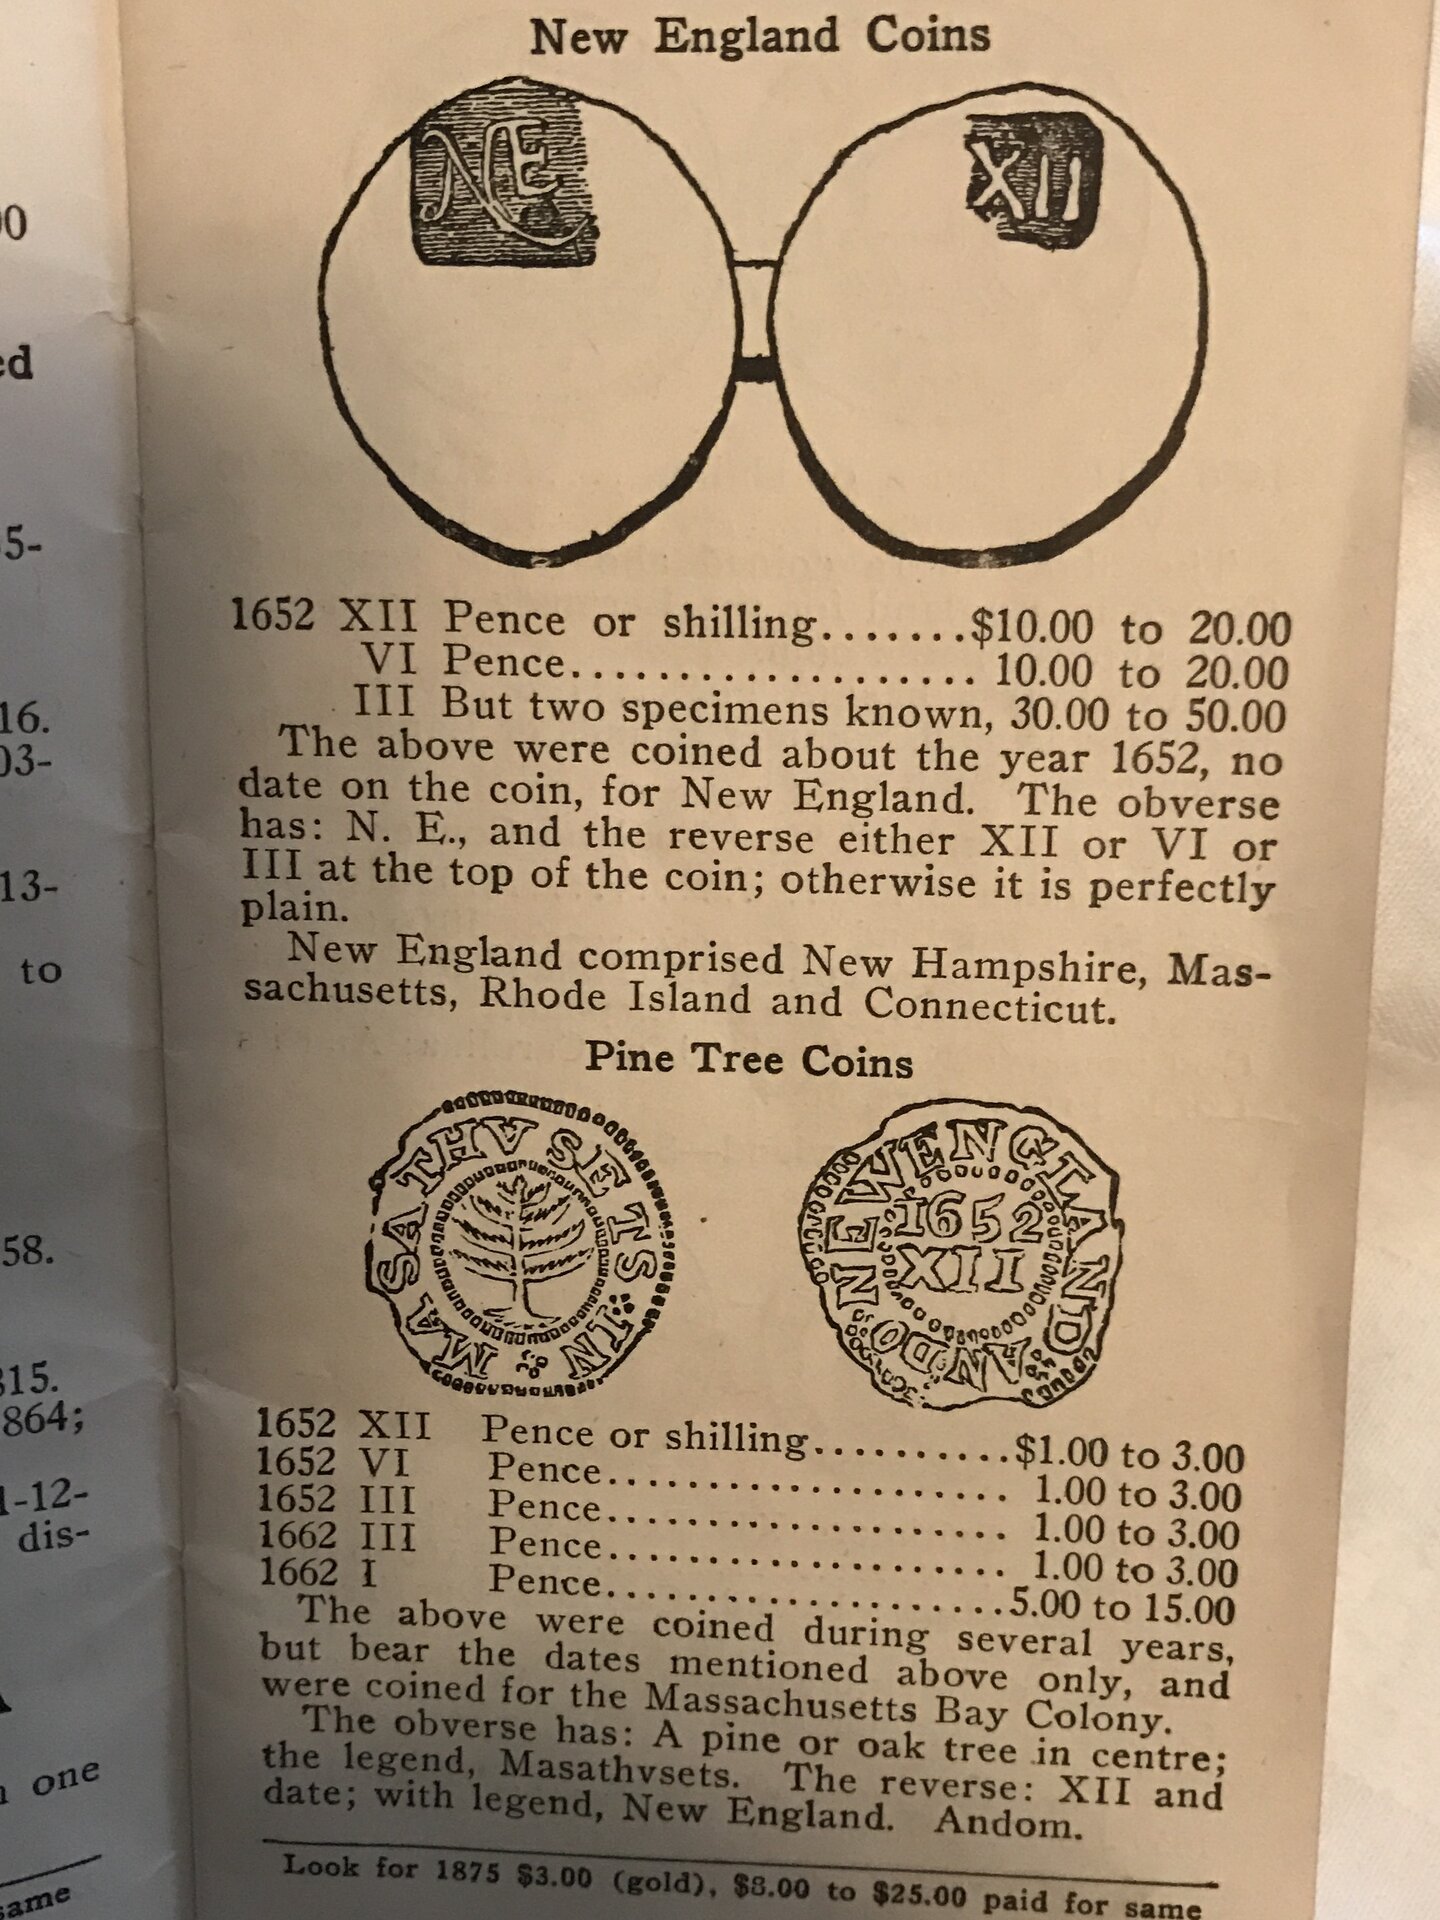 New England Coins
NE
XII
1652 XII Pence or shilling.......$10.00 to 20.00
VI Pence................... 10.00 to 20.00
III But two specimens known, 30.00 to 50.00
The above were coined about the year 1652, no
date on the coin, for New England. The obverse
has: N. E., and the reverse either XII or VI or
III at the top of the coin; otherwise it is perfectly
plain.
New England comprised New Hampshire, Mas-
sachusetts, Rhode Island and Connecticut.
Pine Tree Coins
MASATHVSETS IN
NEWENGLAND ANDO
1652
XII
1652 XII Pence or shilling..........$1.00 to 3.00
1652 VI Pence.................... 1.00 to 3.00
1652 III Pence.................... 1.00 to 3.00
1662 III Pence.................... 1.00 to 3.00
1662 I Pence....................5.00 to 15.00
The above were coined during several years,
but bear the dates mentioned above only, and
were coined for the Massachusetts Bay Colony.
The obverse has: A pine or oak tree in centre;
the legend, Masathvsets. The reverse: XII and
date; with legend, New England. Andom.
Look for 1875 $3.00 (gold), $8.00 to $25.00 paid for same
5-
16.
03-
13-
to
58.
815.
864;
1-12-
dis-
one
same